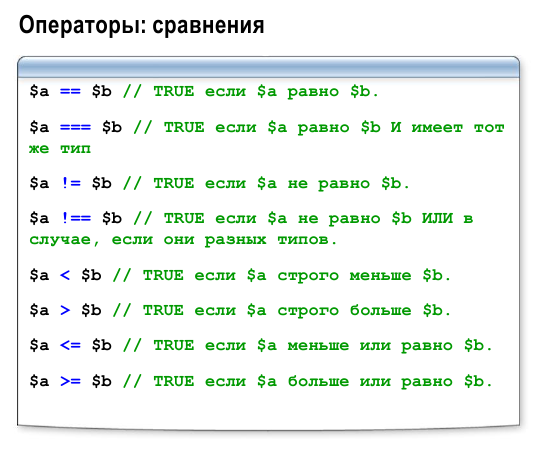 Операторы: сравнения
$a == $b // TRUE если $a равно $b.
$a === $b // TRUE если $a равно $b И имеет тот
же тип
$a != $b // TRUE если $a не равно $b.
$a !== $b // TRUE если $a не равно $b ИЛИ в
случае, если они разных типов.
$a < $b // TRUE если $a строго меньше $b.
$a > $b // TRUE если $a строго больше $b.
$a <= $b // TRUE если $a меньше или равно $b.
$a >= $b // TRUE если $a больше или равно $b.